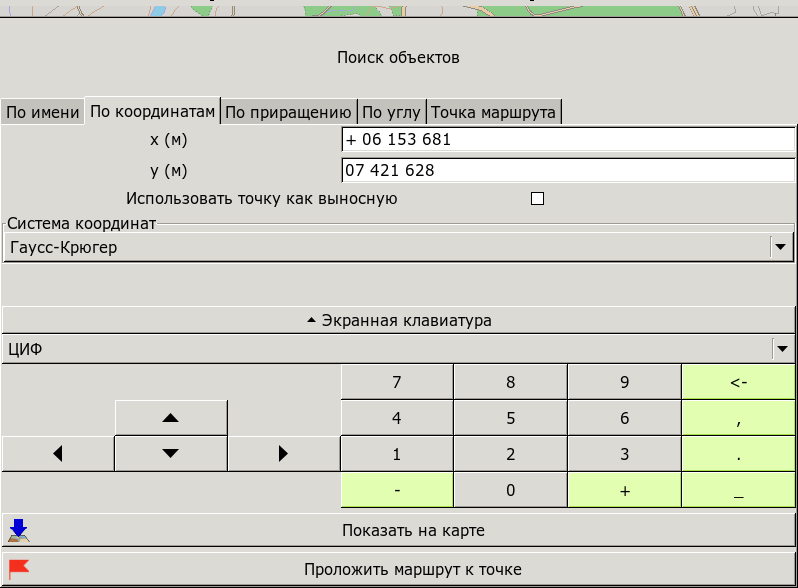 Поиск объектов
По имени По координатам По приращению По углу Точка маршрута
x (м) + 06 153 681
y (м) 07 421 628
Использовать точку как выносную
Система координат
Гаусс-Крюгер
Экранная клавиатура
ЦИФ
7 8 9 <-
4 5 6 ,
1 2 3 .
- 0 + _
Показать на карте
Проложить маршрут к точке